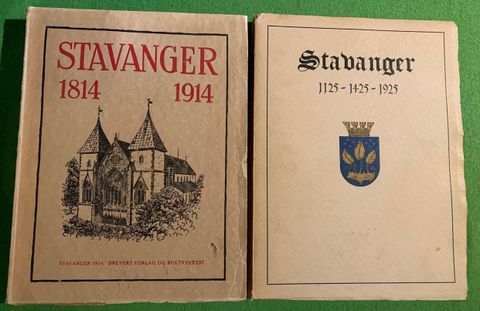 STAVANGER
1814 1914
STAVANGER 1914 DREYERS FORLAG OG BOKTRYKKERI
Stavanger
1125-1425-1925